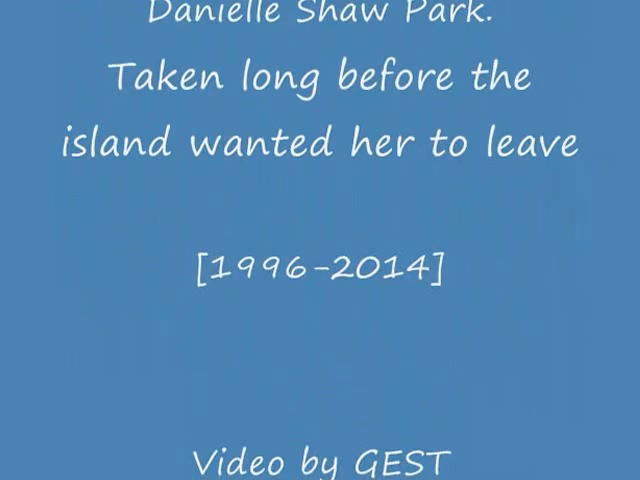 Danielle Shaw Park.
Taken long before the
island wanted her to leave
[1996-2014]
Video by GEST